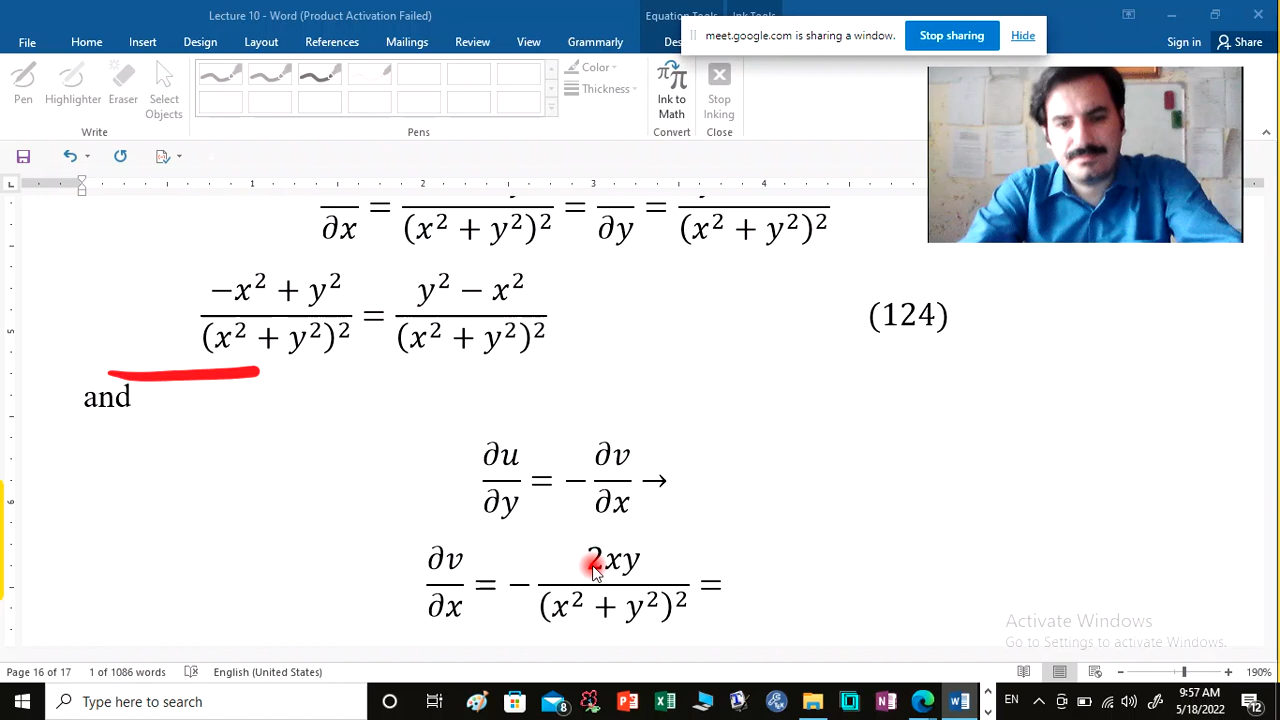 Lecture 10 - Word (Product Activation Failed)
Equation Tools
Ink Tools
meet.google.com is sharing a window.
Stop sharing
Hide
File
Home
Insert
Design
Layout
References
Mailings
Review
View
Grammarly
Sign in
Share
Pen
Highlighter
Eraser
Select Objects
Color
Thickness
Ink to Math
Stop Inking
Write
Pens
Convert
Close
1 2 3 4
∂x = (x² + y²)² = ∂y = (x² + y²)²
(−x² + y²)/(x² + y²)² = (y² − x²)/(x² + y²)² (124)
and
∂u/∂y = −∂v/∂x →
∂v/∂x = −2xy/(x² + y²)² =
Activate Windows
Go to Settings to activate Windows.
Page 16 of 17
1 of 1086 words
English (United States)
190%
Type here to search
EN
9:57 AM
5/18/2022